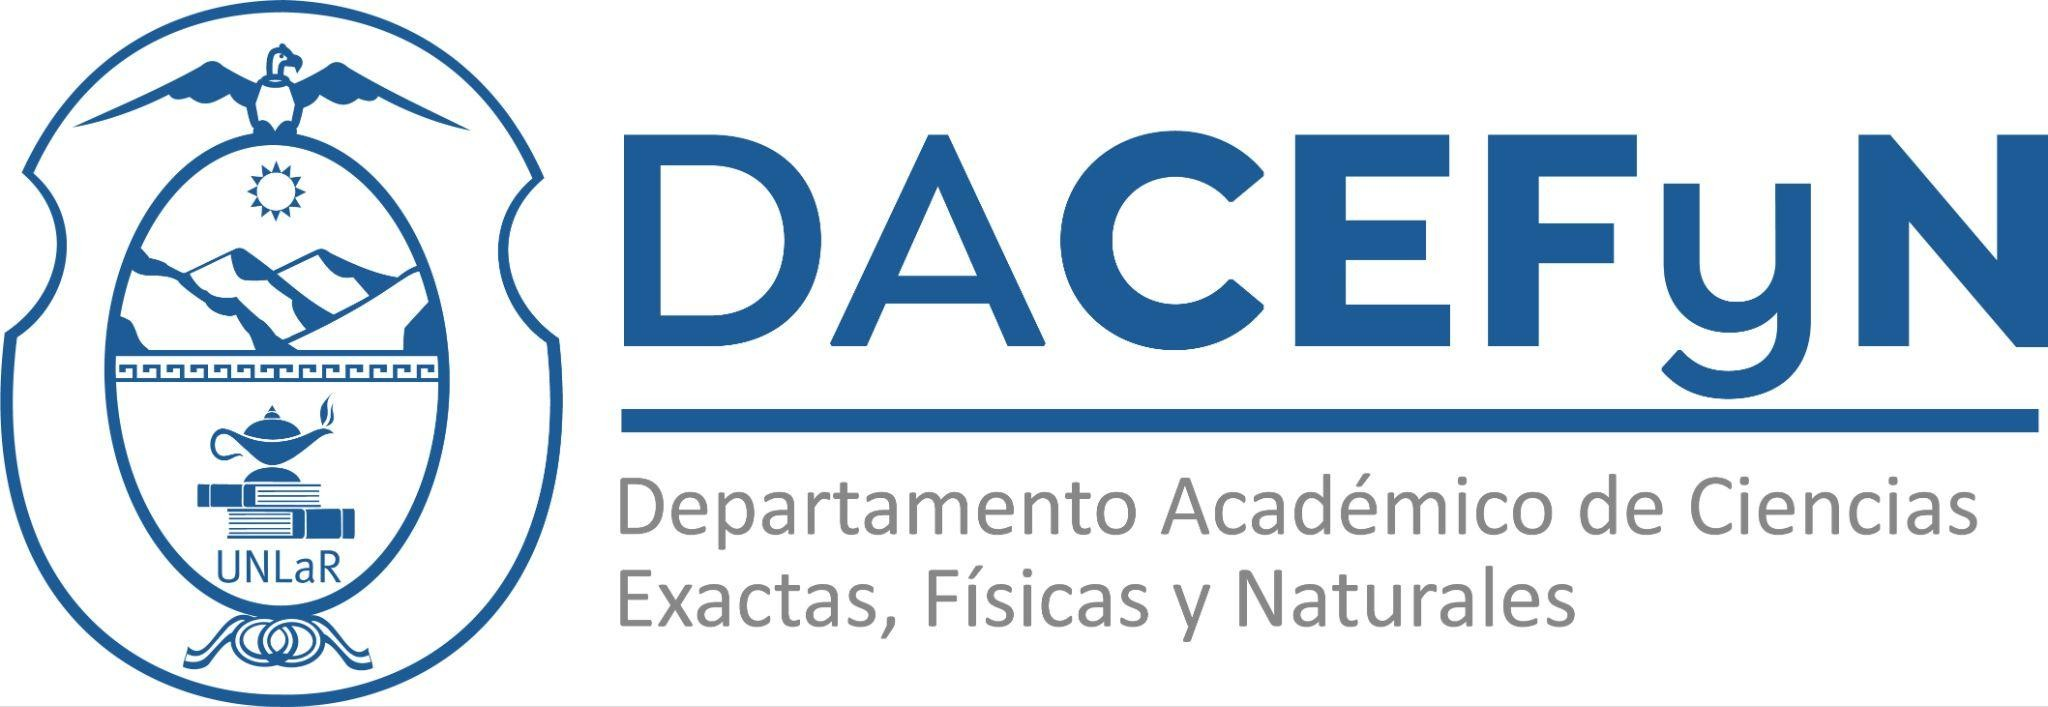 UNLaR
DACEFyN
Departamento Académico de Ciencias
Exactas, Físicas y Naturales